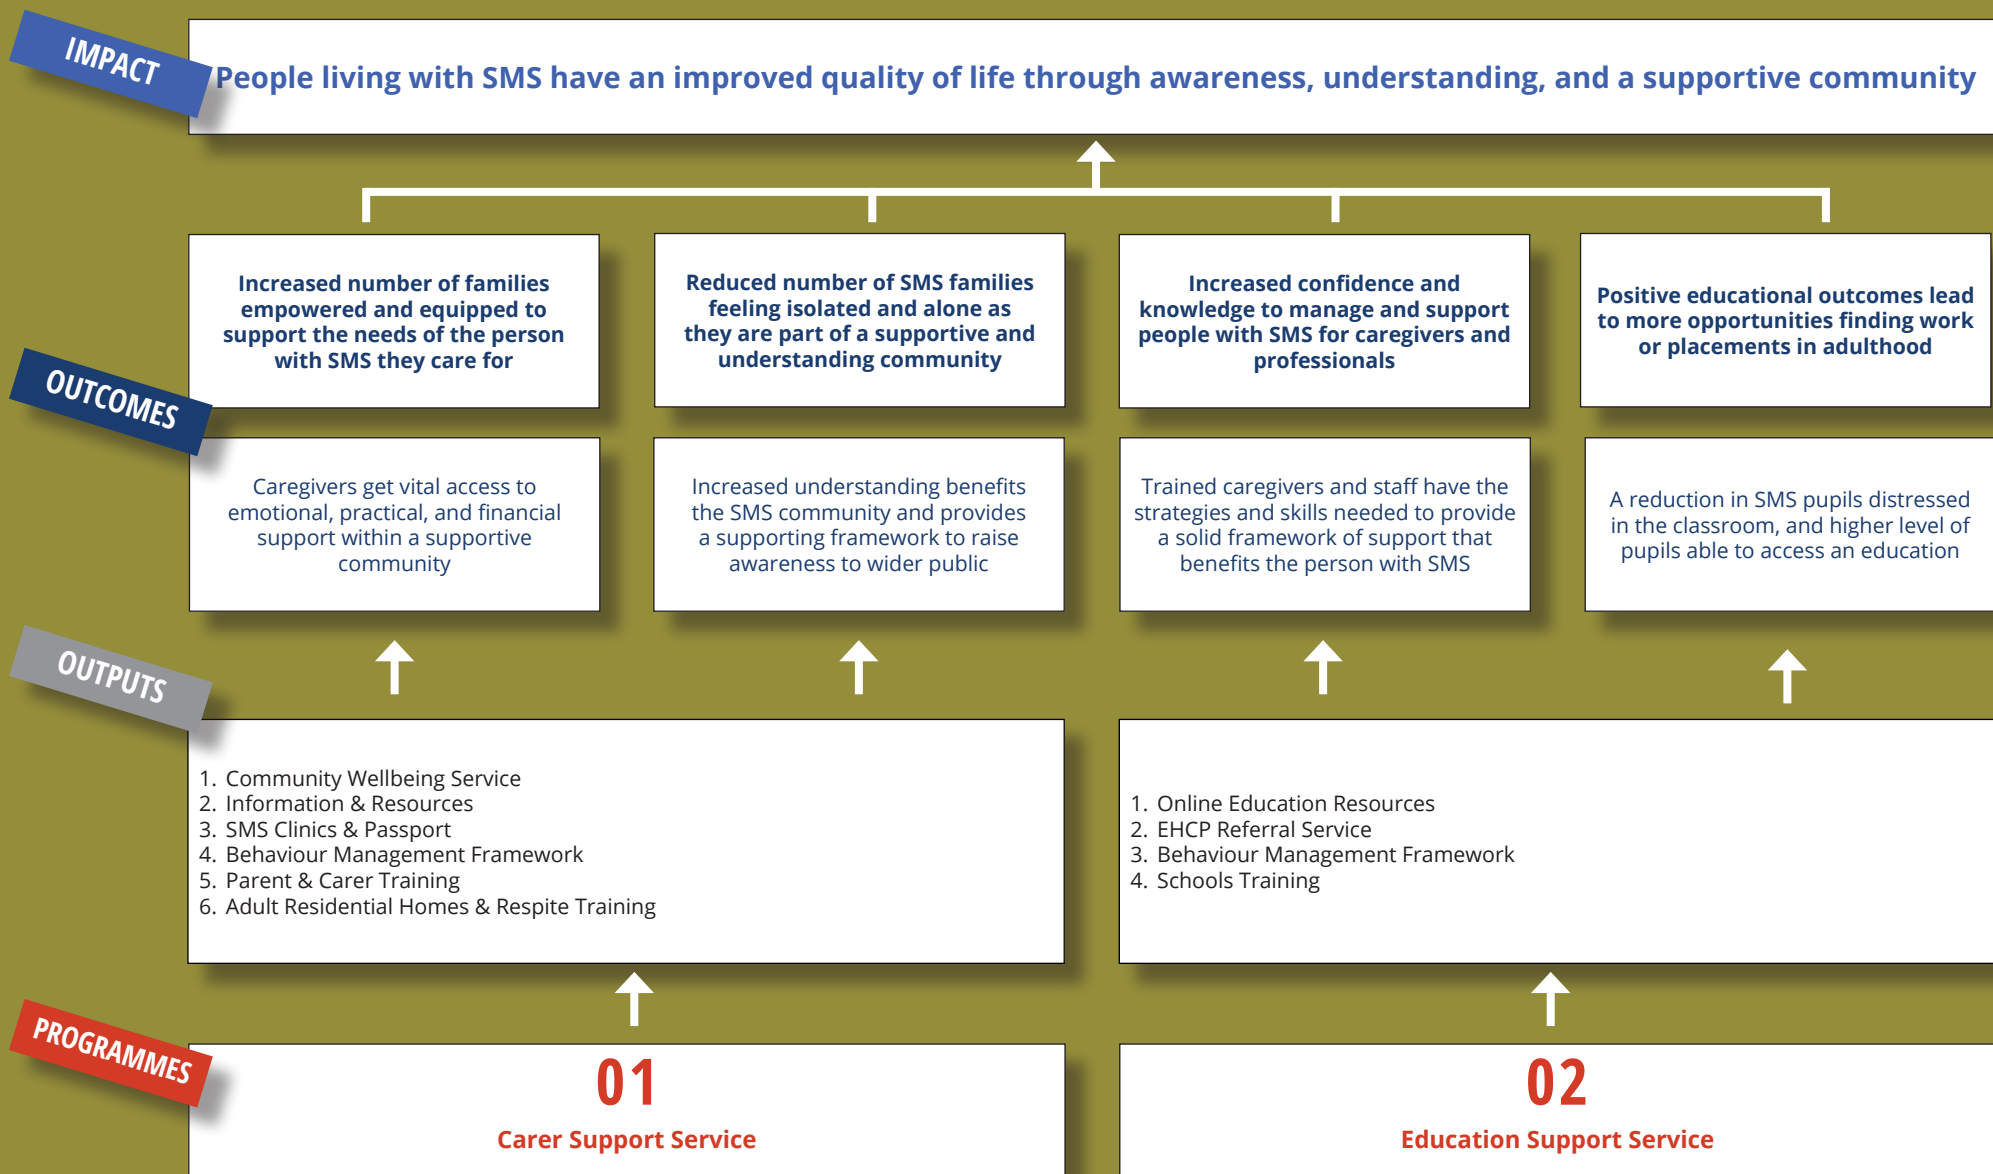 IMPACT
People living with SMS have an improved quality of life through awareness, understanding, and a supportive community
OUTCOMES
Increased number of families
empowered and equipped to
support the needs of the person
with SMS they care for
Reduced number of SMS families
feeling isolated and alone as
they are part of a supportive and
understanding community
Increased confidence and
knowledge to manage and support
people with SMS for caregivers and
professionals
Positive educational outcomes lead
to more opportunities finding work
or placements in adulthood
Caregivers get vital access to
emotional, practical, and financial
support within a supportive
community
Increased understanding benefits
the SMS community and provides
a supporting framework to raise
awareness to wider public
Trained caregivers and staff have the
strategies and skills needed to provide
a solid framework of support that
benefits the person with SMS
A reduction in SMS pupils distressed
in the classroom, and higher level of
pupils able to access an education
OUTPUTS
1. Community Wellbeing Service
2. Information & Resources
3. SMS Clinics & Passport
4. Behaviour Management Framework
5. Parent & Carer Training
6. Adult Residential Homes & Respite Training
1. Online Education Resources
2. EHCP Referral Service
3. Behaviour Management Framework
4. Schools Training
PROGRAMMES
01
Carer Support Service
02
Education Support Service